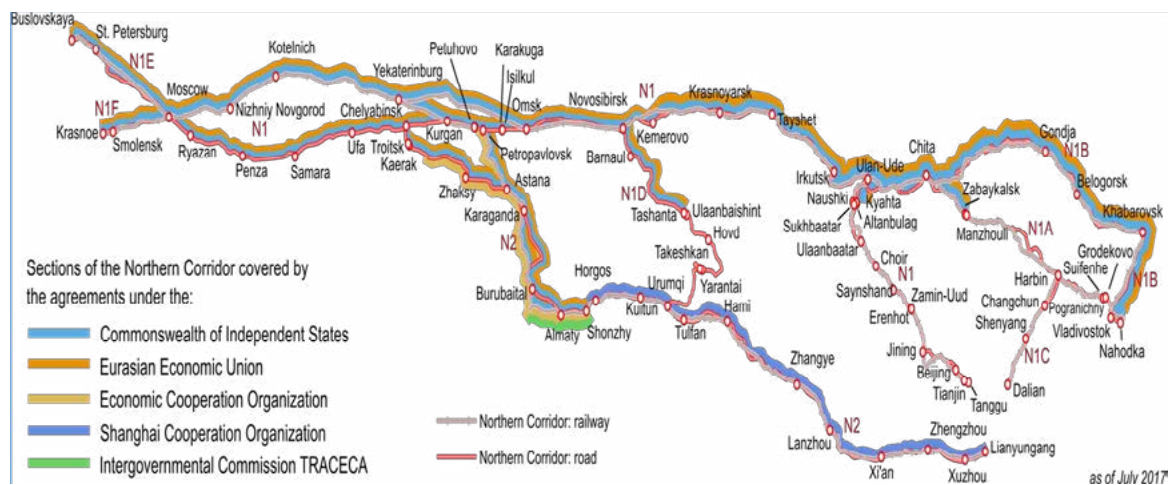 Buslovskaya
St. Petersburg
N1E
Kotelnich
Petuhovo
Karakuga
Isilkul
Yekaterinburg
Moscow
Omsk
Novosibirsk
N1
Krasnoyarsk
N1F
Nizhniy Novgorod
Chelyabinsk
Tayshet
Gondja
Krasnoe
Smolensk
N1
Kurgan
Kemerovo
Ulan-Ude
Chita
N1B
Ryazan
Ufa
Troitsk
Petropavlovsk
Barnaul
Penza
Samara
Kaerak
Irkutsk
Zabaykalsk
Belogorsk
Zhaksy
Astana
N1D
Naushki
Kyahta
Khabarovsk
Karaganda
Tashanta
Ulaanbaishint
Sukhbaatar
Altanbulag
Manzhouli
N1A
Grodekovo
N2
Takeshkan
Hovd
Ulaanbaatar
Suifenhe
Sections of the Northern Corridor covered by
the agreements under the:
Horgos
Urumqi
Yarantai
Choir
N1
Harbin
N1B
Burubaital
Kuitun
Hami
Saynshand
Zamin-Uud
Changchun
Pogranichny
Commonwealth of Independent States
Almaty
Shonzhy
Tulfan
Erenhot
Shenyang
Vladivostok
Nahodka
Eurasian Economic Union
Zhangye
Jining
N1C
Economic Cooperation Organization
Beijing
Tianjin
Tanggu
Dalian
Shanghai Cooperation Organization
Northern Corridor: railway
N2
Zhengzhou
Lanzhou
Lianyungang
Intergovernmental Commission TRACECA
Northern Corridor: road
Xi'an
Xuzhou
as of July 2017